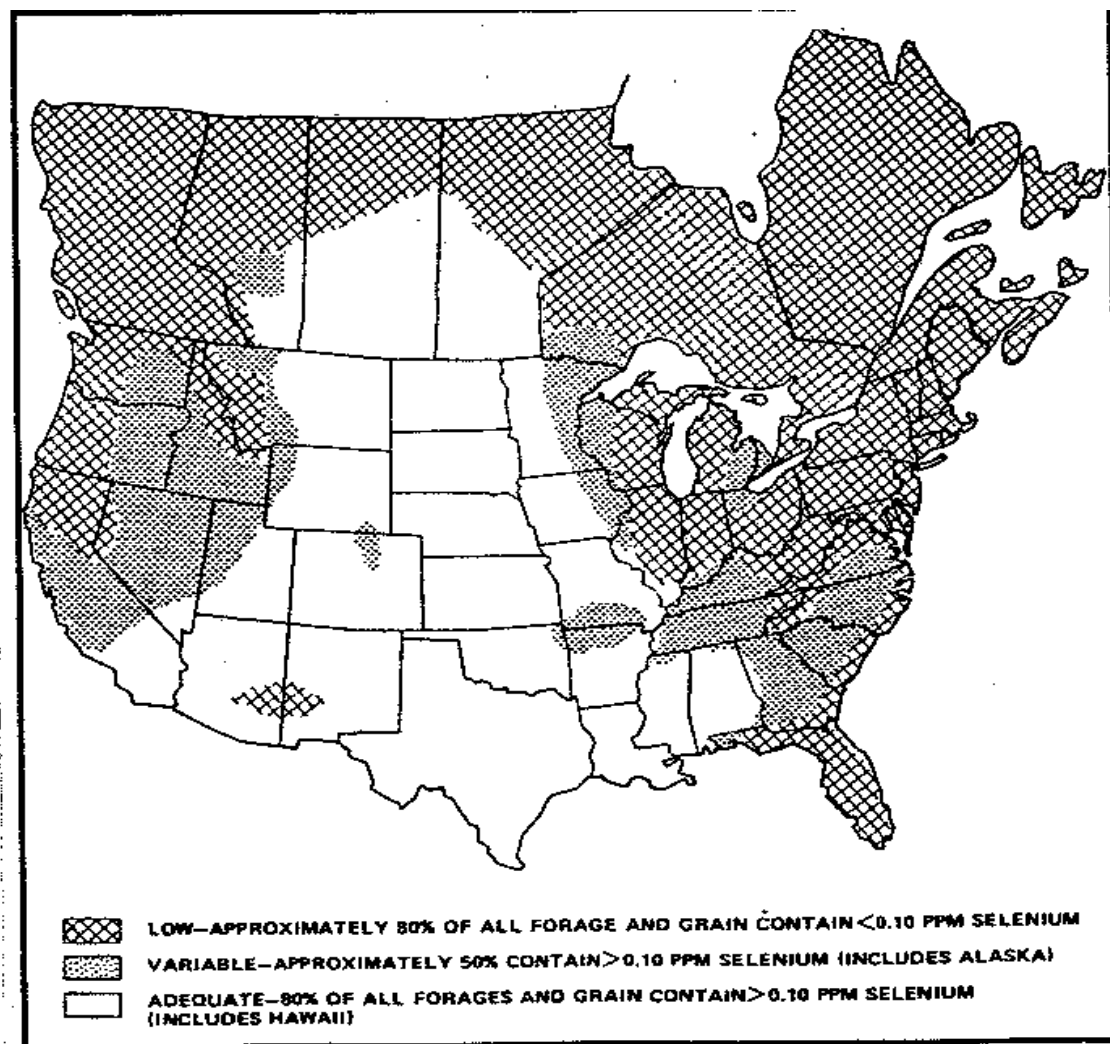 LOW—APPROXIMATELY 80% OF ALL FORAGE AND GRAIN CONTAIN<0.10 PPM SELENIUM
VARIABLE—APPROXIMATELY 50% CONTAIN>0.10 PPM SELENIUM (INCLUDES ALASKA)
ADEQUATE—80% OF ALL FORAGES AND GRAIN CONTAIN>0.10 PPM SELENIUM
(INCLUDES HAWAII)